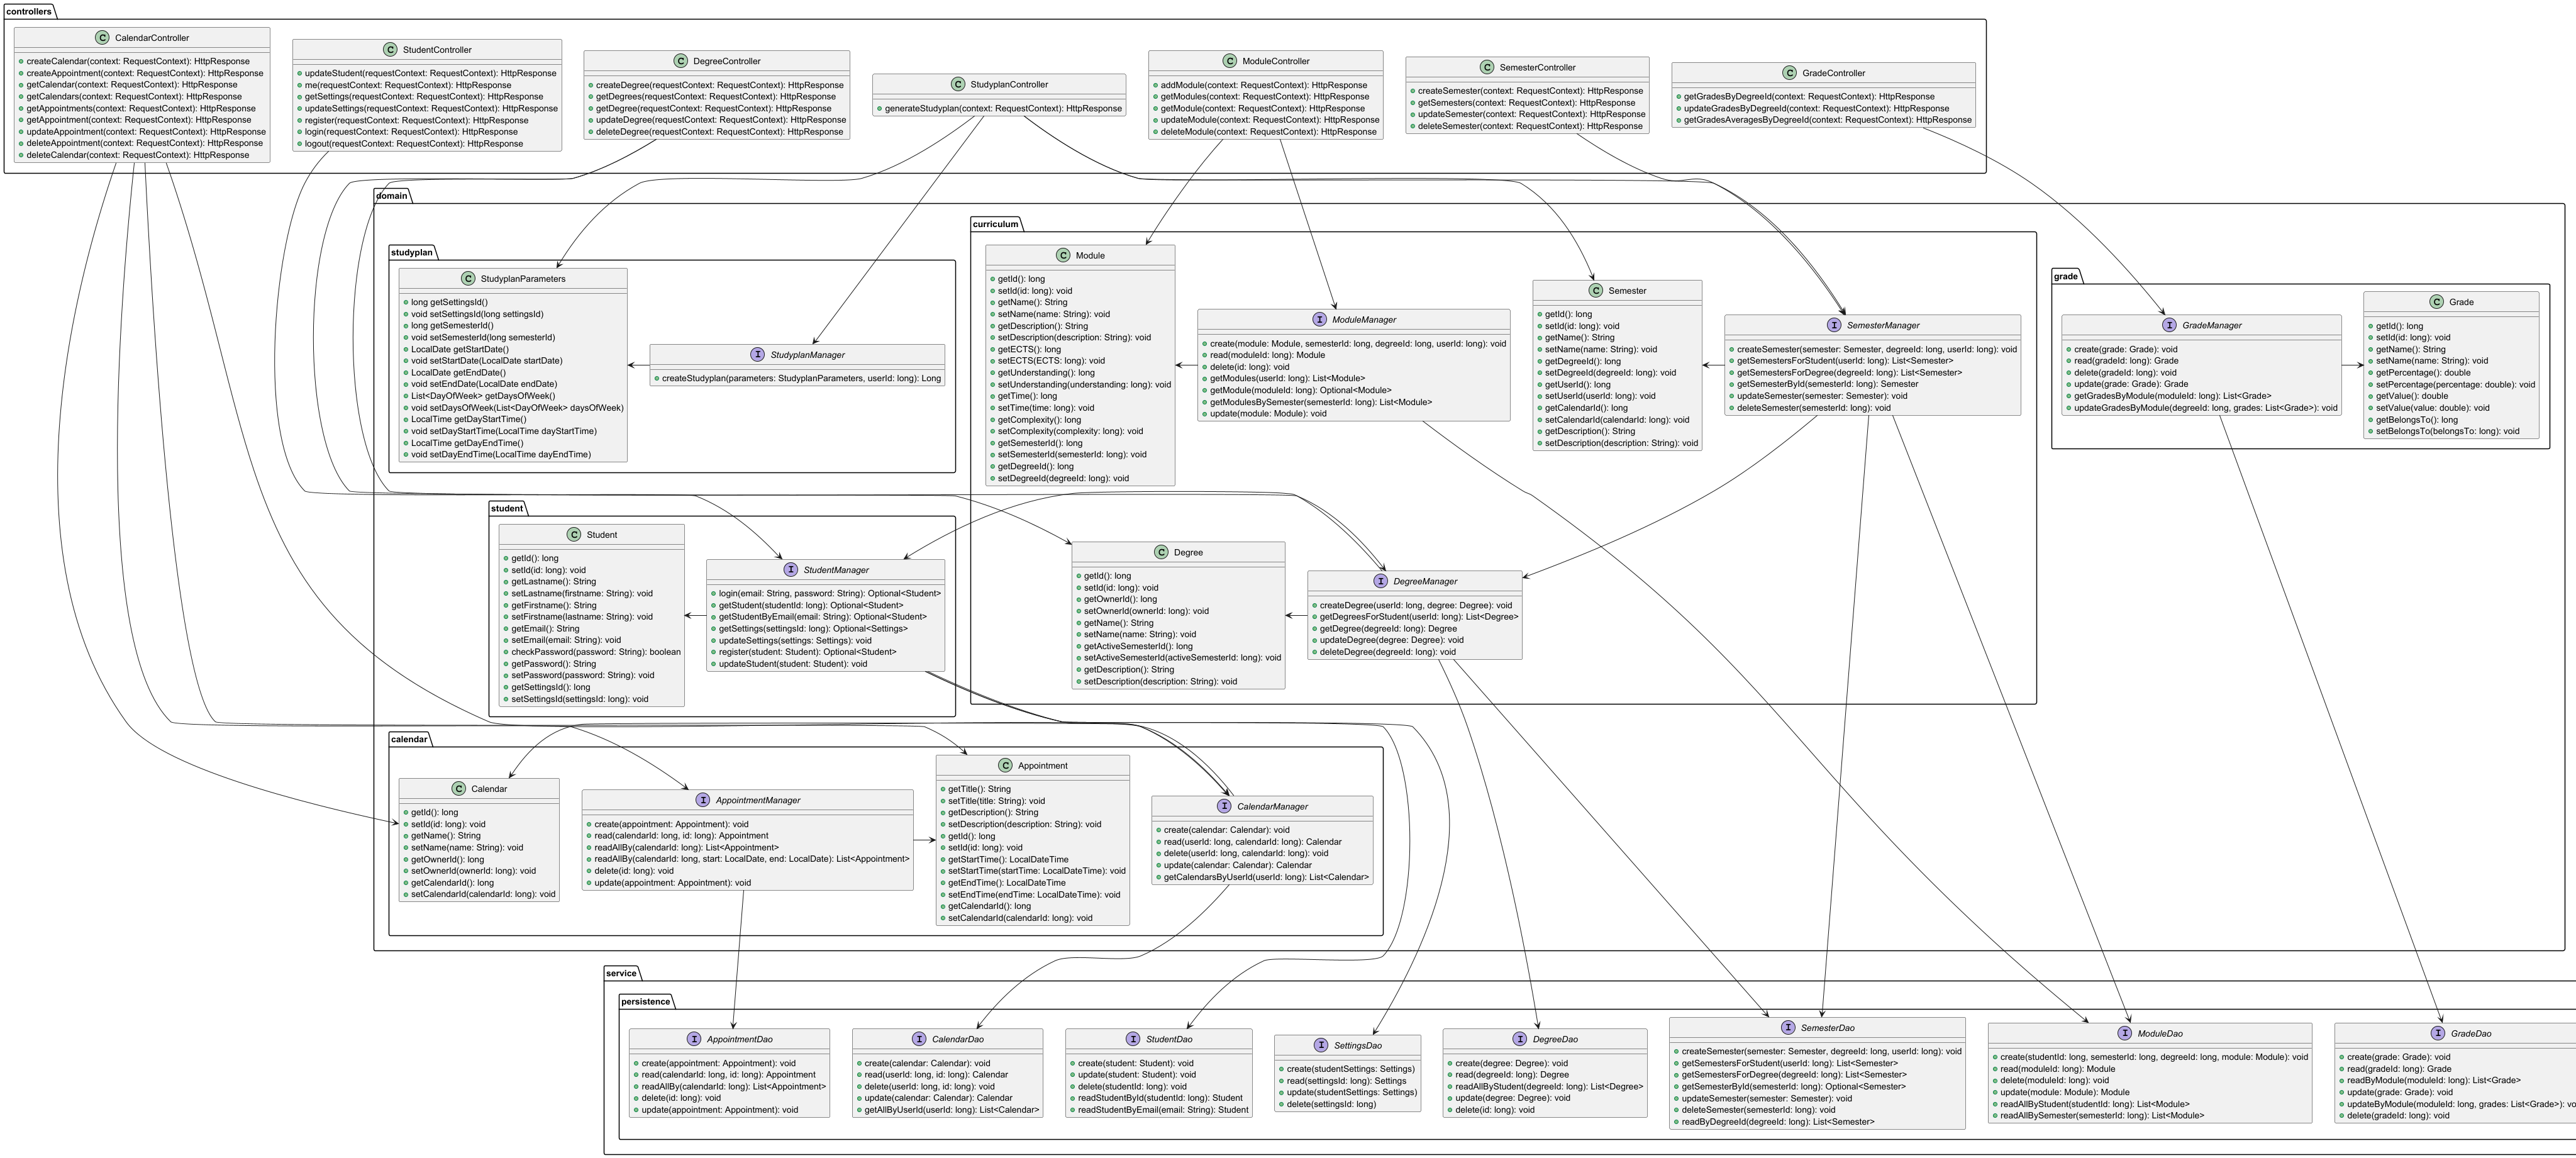 controllers
CalendarController
createCalendar(context: RequestContext): HttpResponse
createAppointment(context: RequestContext): HttpResponse
getCalendar(context: RequestContext): HttpResponse
getCalendars(context: RequestContext): HttpResponse
getAppointments(context: RequestContext): HttpResponse
getAppointment(context: RequestContext): HttpResponse
updateAppointment(context: RequestContext): HttpResponse
deleteAppointment(context: RequestContext): HttpResponse
deleteCalendar(context: RequestContext): HttpResponse
StudentController
updateStudent(requestContext: RequestContext): HttpResponse
me(requestContext: RequestContext): HttpResponse
getSettings(requestContext: RequestContext): HttpResponse
updateSettings(requestContext: RequestContext): HttpResponse
register(requestContext: RequestContext): HttpResponse
login(requestContext: RequestContext): HttpResponse
logout(requestContext: RequestContext): HttpResponse
DegreeController
createDegree(requestContext: RequestContext): HttpResponse
getDegrees(requestContext: RequestContext): HttpResponse
getDegree(requestContext: RequestContext): HttpResponse
updateDegree(requestContext: RequestContext): HttpResponse
deleteDegree(requestContext: RequestContext): HttpResponse
StudyplanController
generateStudyplan(context: RequestContext): HttpResponse
ModuleController
addModule(context: RequestContext): HttpResponse
getModules(context: RequestContext): HttpResponse
getModule(context: RequestContext): HttpResponse
updateModule(context: RequestContext): HttpResponse
deleteModule(context: RequestContext): HttpResponse
SemesterController
createSemester(context: RequestContext): HttpResponse
getSemesters(context: RequestContext): HttpResponse
updateSemester(context: RequestContext): HttpResponse
deleteSemester(context: RequestContext): HttpResponse
GradeController
getGradesByDegreeId(context: RequestContext): HttpResponse
updateGradesByDegreeId(context: RequestContext): HttpResponse
getGradesAveragesByDegreeId(context: RequestContext): HttpResponse
domain
studyplan
StudyplanParameters
long getSettingsId()
void setSettingsId(long settingsId)
long getSemesterId()
void setSemesterId(long semesterId)
LocalDate getStartDate()
void setStartDate(LocalDate startDate)
LocalDate getEndDate()
void setEndDate(LocalDate endDate)
List<DayOfWeek> getDaysOfWeek()
void setDaysOfWeek(List<DayOfWeek> daysOfWeek)
LocalTime getDayStartTime()
void setDayStartTime(LocalTime dayStartTime)
LocalTime getDayEndTime()
void setDayEndTime(LocalTime dayEndTime)
StudyplanManager
createStudyplan(parameters: StudyplanParameters, userId: long): Long
curriculum
Module
getId(): long
setId(id: long): void
getName(): String
setName(name: String): void
getDescription(): String
setDescription(description: String): void
getECTS(): long
setECTS(ECTS: long): void
getUnderstanding(): long
setUnderstanding(understanding: long): void
getTime(): long
setTime(time: long): void
getComplexity(): long
setComplexity(complexity: long): void
getSemesterId(): long
setSemesterId(semesterId: long): void
getDegreeId(): long
setDegreeId(degreeId: long): void
ModuleManager
create(module: Module, semesterId: long, degreeId: long, userId: long): void
read(moduleId: long): Module
delete(id: long): void
getModules(userId: long): List<Module>
getModule(moduleId: long): Optional<Module>
getModulesBySemester(semesterId: long): List<Module>
update(module: Module): void
Semester
getId(): long
setId(id: long): void
getName(): String
setName(name: String): void
getDegreeId(): long
setDegreeId(degreeId: long): void
getUserId(): long
setUserId(userId: long): void
getCalendarId(): long
setCalendarId(calendarId: long): void
getDescription(): String
setDescription(description: String): void
SemesterManager
createSemester(semester: Semester, degreeId: long, userId: long): void
getSemestersForStudent(userId: long): List<Semester>
getSemestersForDegree(degreeId: long): List<Semester>
getSemesterById(semesterId: long): Semester
updateSemester(semester: Semester): void
deleteSemester(semesterId: long): void
grade
GradeManager
create(grade: Grade): void
read(gradeId: long): Grade
delete(gradeId: long): void
update(grade: Grade): Grade
getGradesByModule(moduleId: long): List<Grade>
updateGradesByModule(degreeId: long, grades: List<Grade>): void
Grade
getId(): long
setId(id: long): void
getName(): String
setName(name: String): void
getPercentage(): double
setPercentage(percentage: double): void
getValue(): double
setValue(value: double): void
getBelongsTo(): long
setBelongsTo(belongsTo: long): void
student
Student
getId(): long
setId(id: long): void
getLastname(): String
setLastname(firstname: String): void
getFirstname(): String
setFirstname(lastname: String): void
getEmail(): String
setEmail(email: String): void
checkPassword(password: String): boolean
getPassword(): String
setPassword(password: String): void
getSettingsId(): long
setSettingsId(settingsId: long): void
StudentManager
login(email: String, password: String): Optional<Student>
getStudent(studentId: long): Optional<Student>
getStudentByEmail(email: String): Optional<Student>
getSettings(settingsId: long): Optional<Settings>
updateSettings(settings: Settings): void
register(student: Student): Optional<Student>
updateStudent(student: Student): void
Degree
getId(): long
setId(id: long): void
getOwnerId(): long
setOwnerId(ownerId: long): void
getName(): String
setName(name: String): void
getActiveSemesterId(): long
setActiveSemesterId(activeSemesterId: long): void
getDescription(): String
setDescription(description: String): void
DegreeManager
createDegree(userId: long, degree: Degree): void
getDegreesForStudent(userId: long): List<Degree>
getDegree(degreeId: long): Degree
updateDegree(degree: Degree): void
deleteDegree(degreeId: long): void
calendar
Calendar
getId(): long
setId(id: long): void
getName(): String
setName(name: String): void
getOwnerId(): long
setOwnerId(ownerId: long): void
getCalendarId(): long
setCalendarId(calendarId: long): void
AppointmentManager
create(appointment: Appointment): void
read(calendarId: long, id: long): Appointment
readAllBy(calendarId: long): List<Appointment>
readAllBy(calendarId: long, start: LocalDate, end: LocalDate): List<Appointment>
delete(id: long): void
update(appointment: Appointment): void
Appointment
getTitle(): String
setTitle(title: String): void
getDescription(): String
setDescription(description: String): void
getId(): long
setId(id: long): void
getStartTime(): LocalDateTime
setStartTime(startTime: LocalDateTime): void
getEndTime(): LocalDateTime
setEndTime(endTime: LocalDateTime): void
getCalendarId(): long
setCalendarId(calendarId: long): void
CalendarManager
create(calendar: Calendar): void
read(userId: long, calendarId: long): Calendar
delete(userId: long, calendarId: long): void
update(calendar: Calendar): Calendar
getCalendarsByUserId(userId: long): List<Calendar>
service
persistence
AppointmentDao
create(appointment: Appointment): void
read(calendarId: long, id: long): Appointment
readAllBy(calendarId: long): List<Appointment>
delete(id: long): void
update(appointment: Appointment): void
CalendarDao
create(calendar: Calendar): void
read(userId: long, id: long): Calendar
delete(userId: long, id: long): void
update(calendar: Calendar): Calendar
getAllByUserId(userId: long): List<Calendar>
StudentDao
create(student: Student): void
update(student: Student): void
delete(studentId: long): void
readStudentById(studentId: long): Student
readStudentByEmail(email: String): Student
SettingsDao
create(studentSettings: Settings)
read(settingsId: long): Settings
update(studentSettings: Settings)
delete(settingsId: long)
DegreeDao
create(degree: Degree): void
read(degreeId: long): Degree
readAllByStudent(degreeId: long): List<Degree>
update(degree: Degree): void
delete(id: long): void
SemesterDao
createSemester(semester: Semester, degreeId: long, userId: long): void
getSemestersForStudent(userId: long): List<Semester>
getSemestersForDegree(degreeId: long): List<Semester>
getSemesterById(semesterId: long): Optional<Semester>
updateSemester(semester: Semester): void
deleteSemester(semesterId: long): void
readByDegreeId(degreeId: long): List<Semester>
ModuleDao
create(studentId: long, semesterId: long, degreeId: long, module: Module): void
read(moduleId: long): Module
delete(moduleId: long): void
update(module: Module): Module
readAllByStudent(studentId: long): List<Module>
readAllBySemester(semesterId: long): List<Module>
GradeDao
create(grade: Grade): void
read(gradeId: long): Grade
readByModule(moduleId: long): List<Grade>
update(grade: Grade): void
updateByModule(moduleId: long, grades: List<Grade>): vo
delete(gradeId: long): void